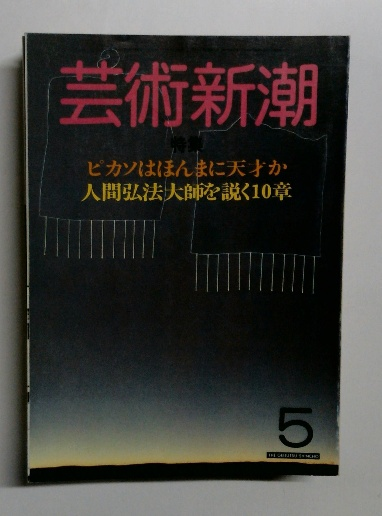 芸術新潮
特集
ピカソはほんまに天才か
人間弘法大師を説く10章
5